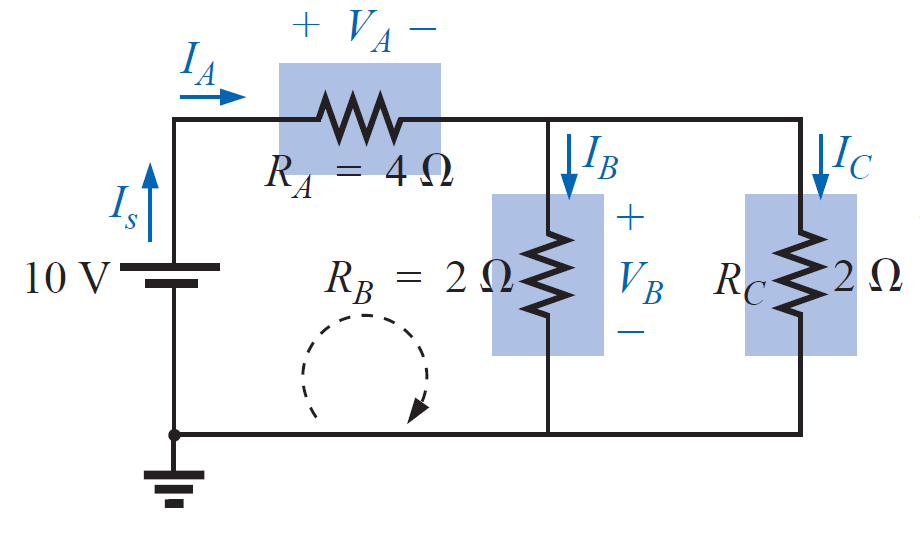 + V_A −
I_A
R_A = 4 Ω
I_B
I_C
I_s
+
10 V
R_B = 2 Ω
V_B
R_C
2 Ω
−